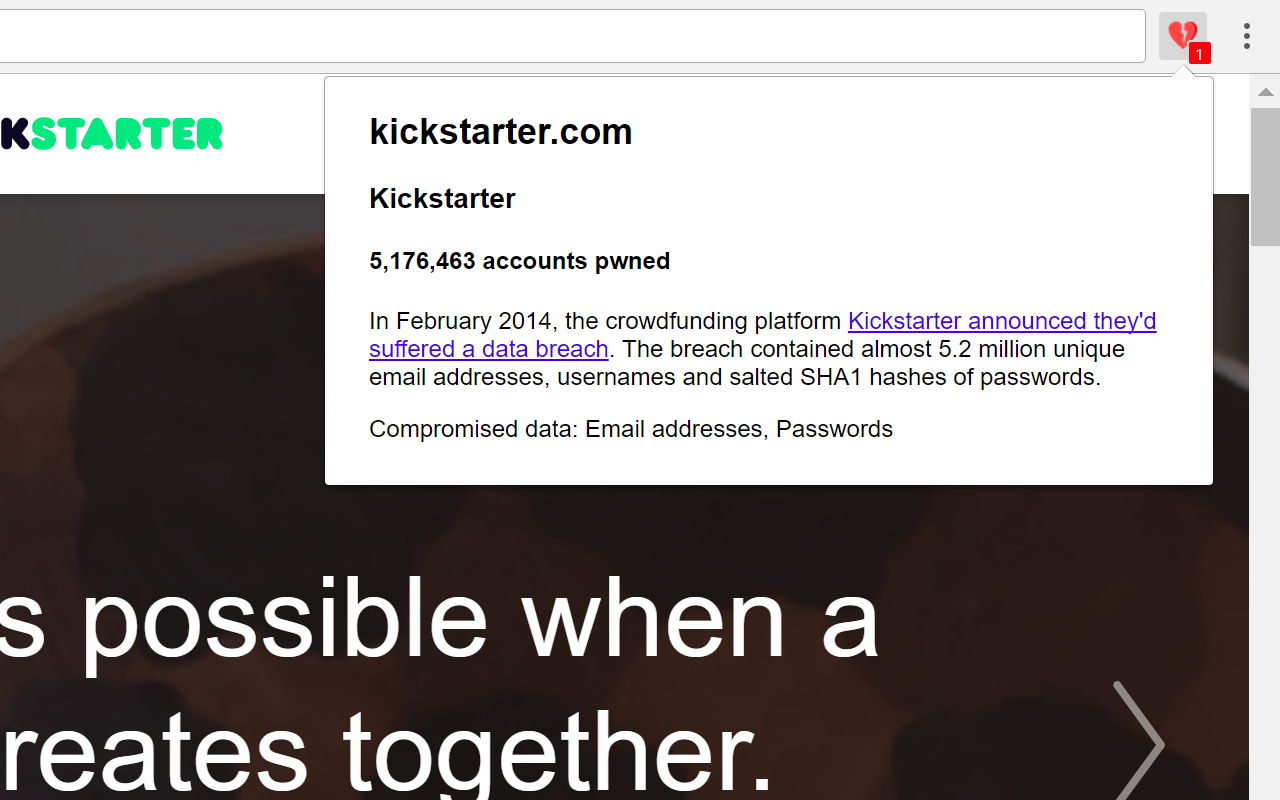 1
KSTARTER
kickstarter.com
Kickstarter
5,176,463 accounts pwned
In February 2014, the crowdfunding platform Kickstarter announced they'd
suffered a data breach. The breach contained almost 5.2 million unique
email addresses, usernames and salted SHA1 hashes of passwords.
Compromised data: Email addresses, Passwords
s possible when a
reates together.